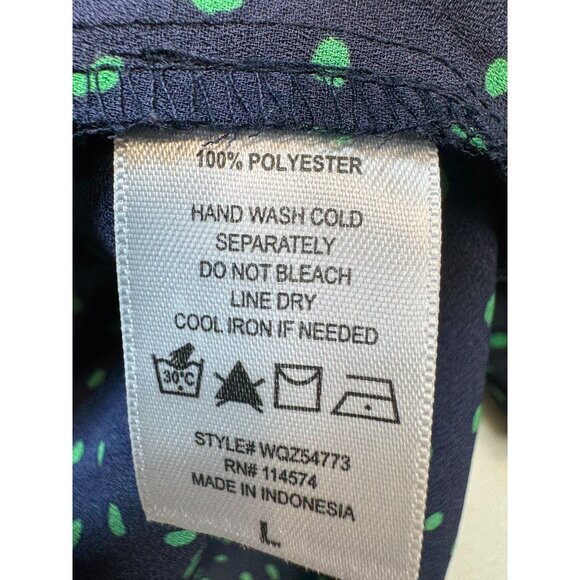 100% POLYESTER
HAND WASH COLD
SEPARATELY
DO NOT BLEACH
LINE DRY
COOL IRON IF NEEDED
30°C
STYLE# WQZ54773
RN# 114574
MADE IN INDONESIA
L